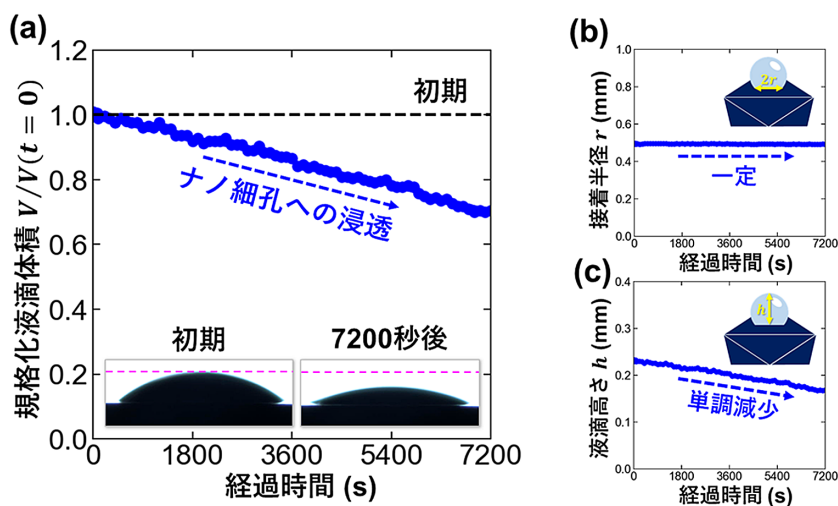 (a)
規格化液滴体積 V/V(t = 0)
1.2
1.0
0.8
0.6
0.4
0.2
0.0
初期
ナノ細孔への浸透
初期
7200秒後
0
1800
3600
5400
7200
経過時間 (s)
(b)
接着半径 r (mm)
1.0
0.8
0.6
0.4
0.2
0.0
2r
一定
0
1800
3600
5400
7200
経過時間 (s)
(c)
液滴高さ h (mm)
0.4
0.3
0.2
0.1
0.0
h
単調減少
0
1800
3600
5400
7200
経過時間 (s)